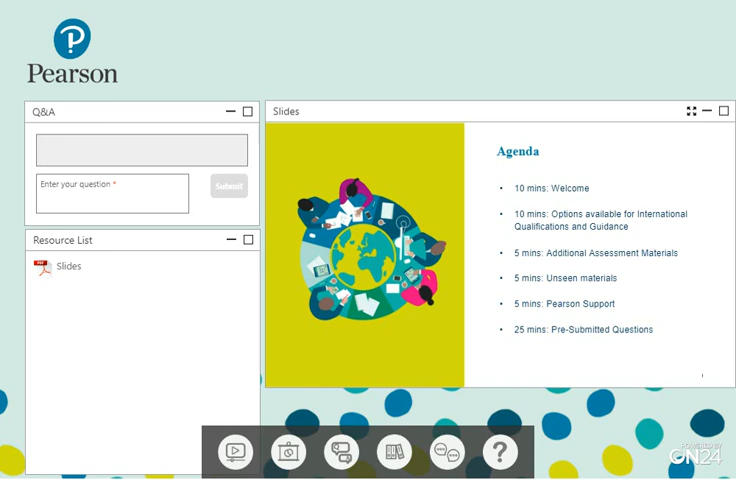 Pearson
Q&A
Enter your question *
Submit
Resource List
PDF
Slides
Slides
Agenda
• 10 mins: Welcome
• 10 mins: Options available for International
Qualifications and Guidance
• 5 mins: Additional Assessment Materials
• 5 mins: Unseen materials
• 5 mins: Pearson Support
• 25 mins: Pre-Submitted Questions
?
POWERED BY
ON24